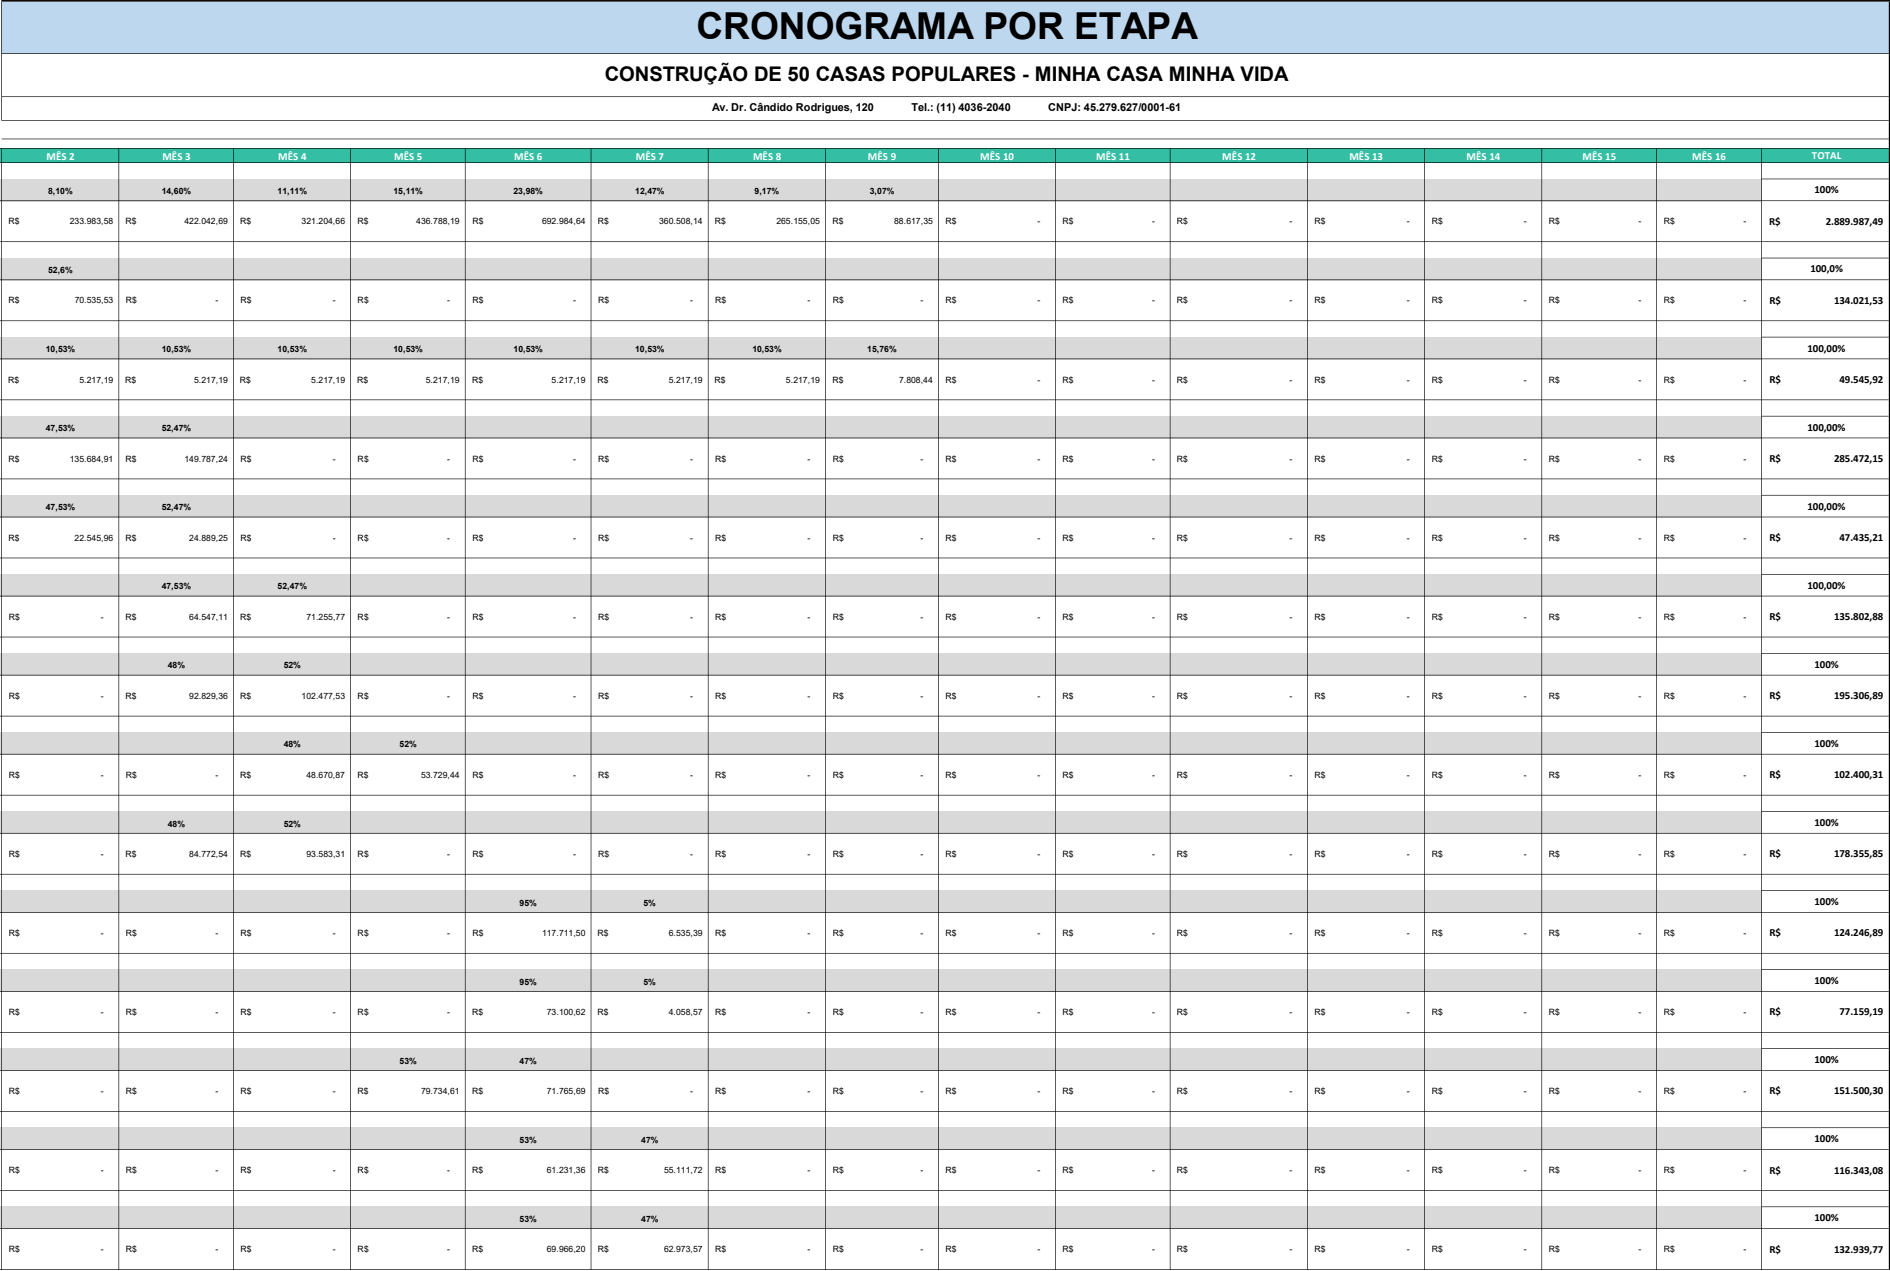 CRONOGRAMA POR ETAPA
CONSTRUÇÃO DE 50 CASAS POPULARES - MINHA CASA MINHA VIDA
Av. Dr. Cândido Rodrigues, 120 Tel.: (11) 4036-2040 CNPJ: 45.279.627/0001-61
MÊS 2 MÊS 3 MÊS 4 MÊS 5 MÊS 6 MÊS 7 MÊS 8 MÊS 9 MÊS 10 MÊS 11 MÊS 12 MÊS 13 MÊS 14 MÊS 15 MÊS 16 TOTAL
8,10% 14,60% 11,11% 15,11% 23,98% 12,47% 9,17% 3,07% 100%
R$ 233.983,58 R$ 422.042,69 R$ 321.204,66 R$ 436.788,19 R$ 692.984,64 R$ 360.508,14 R$ 265.155,05 R$ 88.617,35 R$ - R$ - R$ - R$ - R$ - R$ - R$ - R$ 2.889.987,49
52,6% 100,0%
R$ 70.535,53 R$ - R$ - R$ - R$ - R$ - R$ - R$ - R$ - R$ - R$ - R$ - R$ - R$ - R$ - R$ 134.021,53
10,53% 10,53% 10,53% 10,53% 10,53% 10,53% 10,53% 15,76% 100,00%
R$ 5.217,19 R$ 5.217,19 R$ 5.217,19 R$ 5.217,19 R$ 5.217,19 R$ 5.217,19 R$ 5.217,19 R$ 7.808,44 R$ - R$ - R$ - R$ - R$ - R$ - R$ - R$ 49.545,92
47,53% 52,47% 100,00%
R$ 135.684,91 R$ 149.787,24 R$ - R$ - R$ - R$ - R$ - R$ - R$ - R$ - R$ - R$ - R$ - R$ - R$ - R$ 285.472,15
47,53% 52,47% 100,00%
R$ 22.545,96 R$ 24.889,25 R$ - R$ - R$ - R$ - R$ - R$ - R$ - R$ - R$ - R$ - R$ - R$ - R$ - R$ 47.435,21
47,53% 52,47% 100,00%
R$ - R$ 64.547,11 R$ 71.255,77 R$ - R$ - R$ - R$ - R$ - R$ - R$ - R$ - R$ - R$ - R$ - R$ - R$ 135.802,88
48% 52% 100%
R$ - R$ 92.829,36 R$ 102.477,53 R$ - R$ - R$ - R$ - R$ - R$ - R$ - R$ - R$ - R$ - R$ - R$ - R$ 195.306,89
48% 52% 100%
R$ - R$ - R$ 48.670,87 R$ 53.729,44 R$ - R$ - R$ - R$ - R$ - R$ - R$ - R$ - R$ - R$ - R$ - R$ 102.400,31
48% 52% 100%
R$ - R$ 84.772,54 R$ 93.583,31 R$ - R$ - R$ - R$ - R$ - R$ - R$ - R$ - R$ - R$ - R$ - R$ - R$ 178.355,85
95% 5% 100%
R$ - R$ - R$ - R$ - R$ 117.711,50 R$ 6.535,39 R$ - R$ - R$ - R$ - R$ - R$ - R$ - R$ - R$ - R$ 124.246,89
95% 5% 100%
R$ - R$ - R$ - R$ - R$ 73.100,62 R$ 4.058,57 R$ - R$ - R$ - R$ - R$ - R$ - R$ - R$ - R$ - R$ 77.159,19
53% 47% 100%
R$ - R$ - R$ - R$ 79.734,61 R$ 71.765,69 R$ - R$ - R$ - R$ - R$ - R$ - R$ - R$ - R$ - R$ - R$ 151.500,30
53% 47% 100%
R$ - R$ - R$ - R$ - R$ 61.231,36 R$ 55.111,72 R$ - R$ - R$ - R$ - R$ - R$ - R$ - R$ - R$ - R$ 116.343,08
53% 47% 100%
R$ - R$ - R$ - R$ - R$ 69.966,20 R$ 62.973,57 R$ - R$ - R$ - R$ - R$ - R$ - R$ - R$ - R$ - R$ 132.939,77